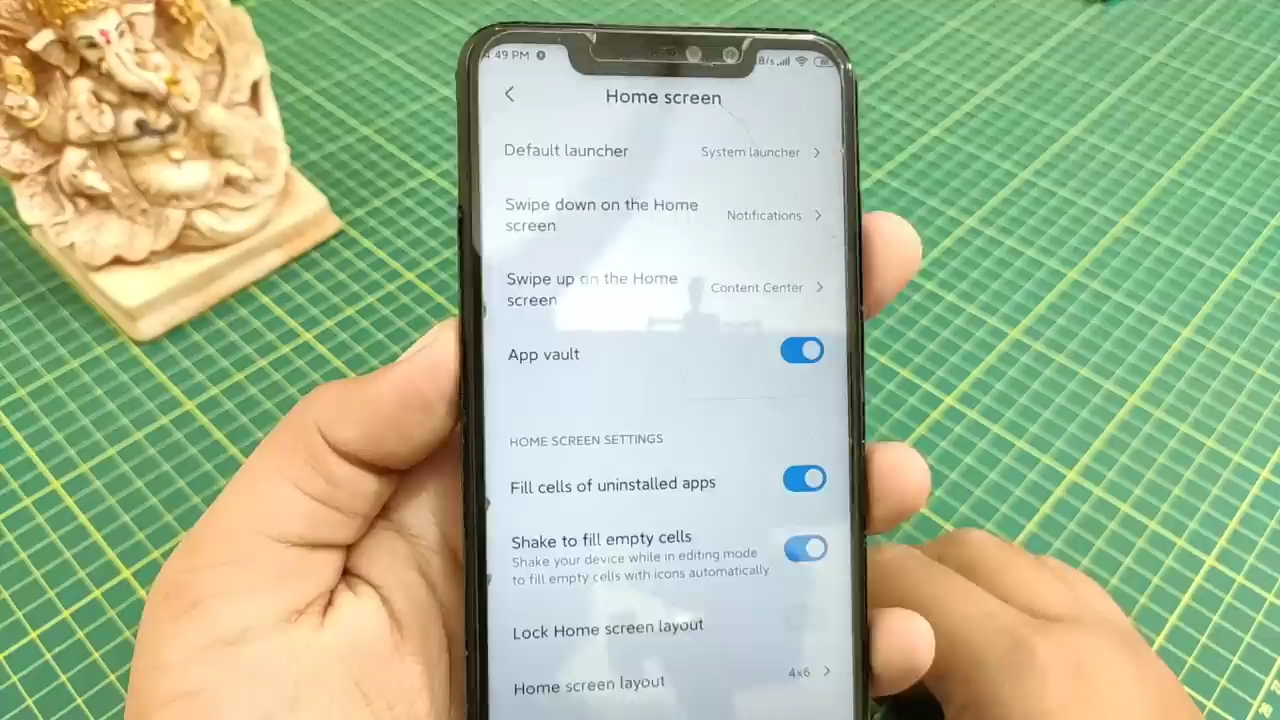 4:49 PM
B/s
Home screen
Default launcher
System launcher
Swipe down on the Home
screen
Notifications
Swipe up on the Home
screen
Content Center
App vault
HOME SCREEN SETTINGS
Fill cells of uninstalled apps
Shake to fill empty cells
Shake your device while in editing mode
to fill empty cells with icons automatically
Lock Home screen layout
Home screen layout
4x6